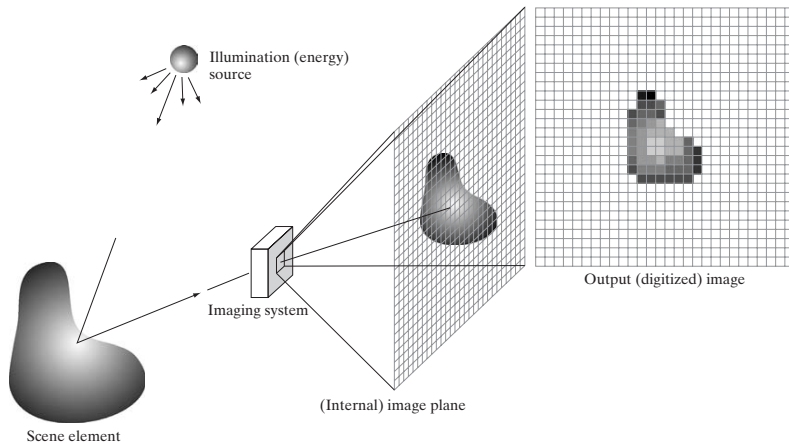 Illumination (energy)
source
Output (digitized) image
Imaging system
(Internal) image plane
Scene element